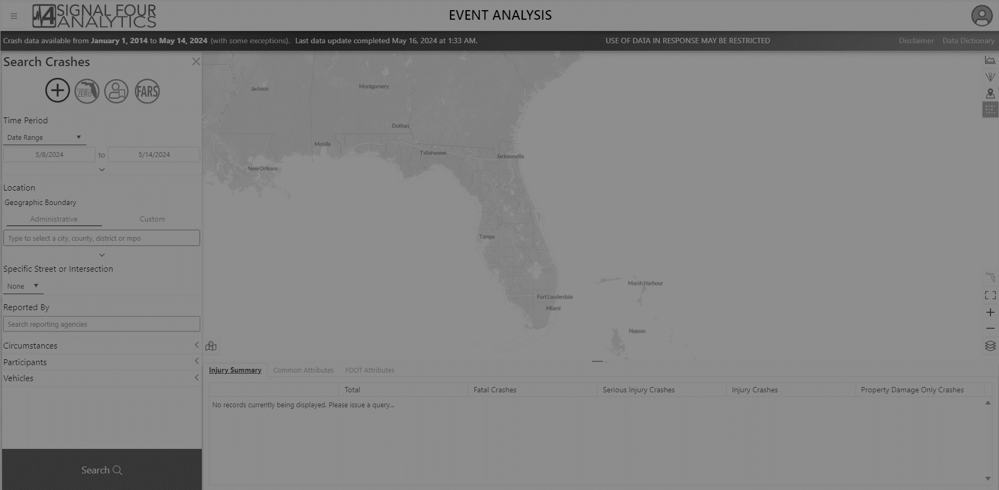 SIGNAL FOUR
ANALYTICS
EVENT ANALYSIS
Crash data available from January 1, 2014 to May 14, 2024 (with some exceptions). Last data update completed May 16, 2024 at 1:33 AM.
USE OF DATA IN RESPONSE MAY BE RESTRICTED
Disclaimer Data Dictionary
Search Crashes
TARGET
ZERO
FARS
Time Period
Date Range
5/8/2024 to 5/14/2024
Location
Geographic Boundary
Administrative Custom
Type to select a city, county, district or mpo
Specific Street or Intersection
None
Reported By
Search reporting agencies
Circumstances
Participants
Vehicles
Search
Jackson
Montgomery
Dothan
Mobile
Tallahassee
Jacksonville
New Orleans
Tampa
Marsh Harbour
Fort Lauderdale
Miami
Nassau
Injury Summary Common Attributes FDOT Attributes
Total Fatal Crashes Serious Injury Crashes Injury Crashes Property Damage Only Crashes
No records currently being displayed. Please issue a query...